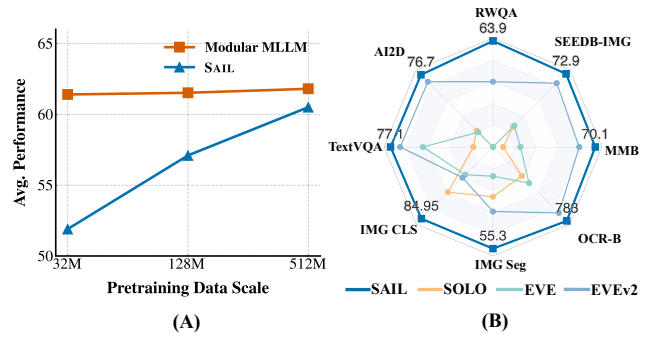 65
60
55
50
Avg. Performance
Modular MLLM
SAIL
32M
128M
512M
Pretraining Data Scale
(A)
RWQA
63.9
SEEDB-IMG
72.9
AI2D
76.7
TextVQA
77.1
70.1
MMB
84.95
IMG CLS
783
OCR-B
55.3
IMG Seg
SAIL
SOLO
EVE
EVEv2
(B)